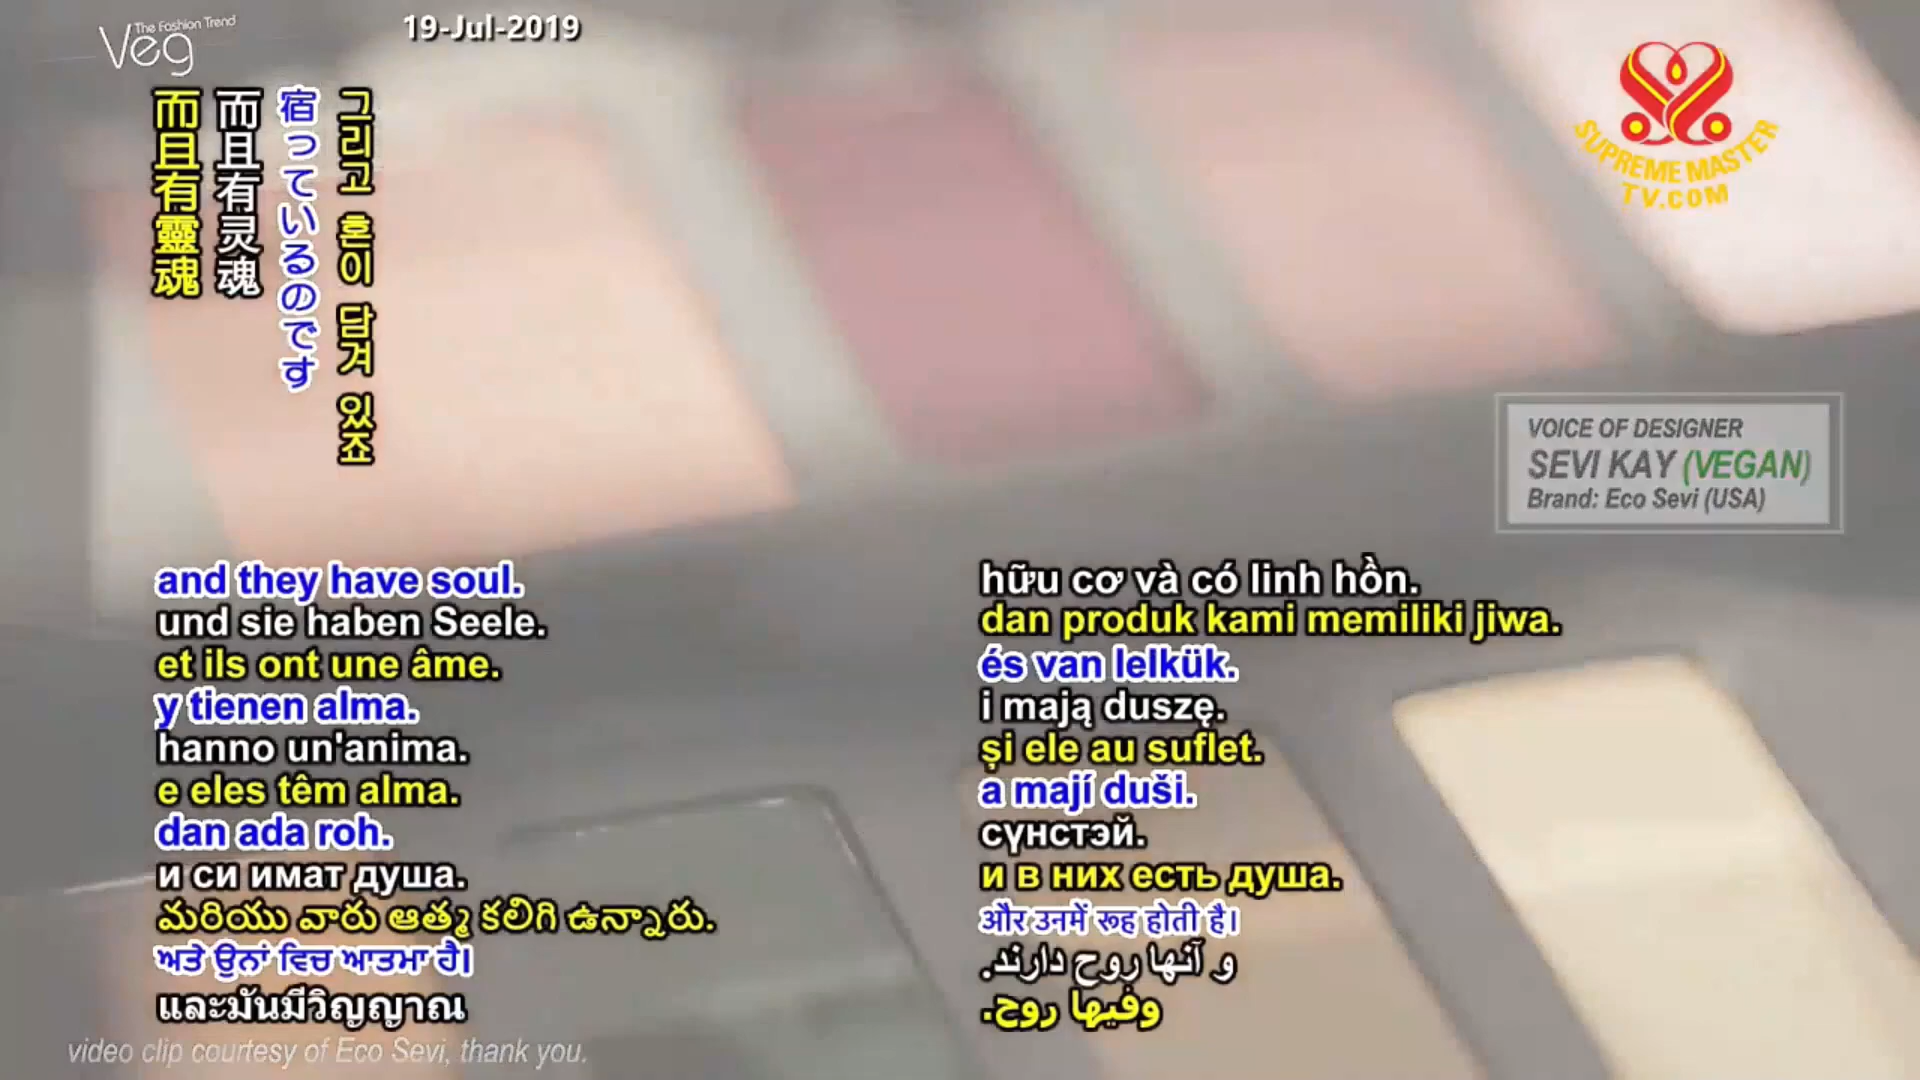 The Fashion Trend
Veg
19-Jul-2019
SUPREME MASTER
TV.COM
그리고 혼이 담겨 있죠
宿っているのです
而且有灵魂
而且有靈魂
VOICE OF DESIGNER
SEVI KAY (VEGAN)
Brand: Eco Sevi (USA)
and they have soul.
und sie haben Seele.
et ils ont une âme.
y tienen alma.
hanno un'anima.
e eles têm alma.
dan ada roh.
и си имат душа.
మరియు వారు ఆత్మ కలిగి ఉన్నారు.
ਅਤੇ ਉਨਾਂ ਵਿਚ ਆਤਮਾ ਹੈ।
และมันมีวิญญาณ
hữu cơ và có linh hồn.
dan produk kami memiliki jiwa.
és van lelkük.
i mają duszę.
și ele au suflet.
a mají duši.
сүнстэй.
и в них есть душа.
और उनमें रूह होती है।
و آنها روح دارند.
وفيها روح.
video clip courtesy of Eco Sevi, thank you.